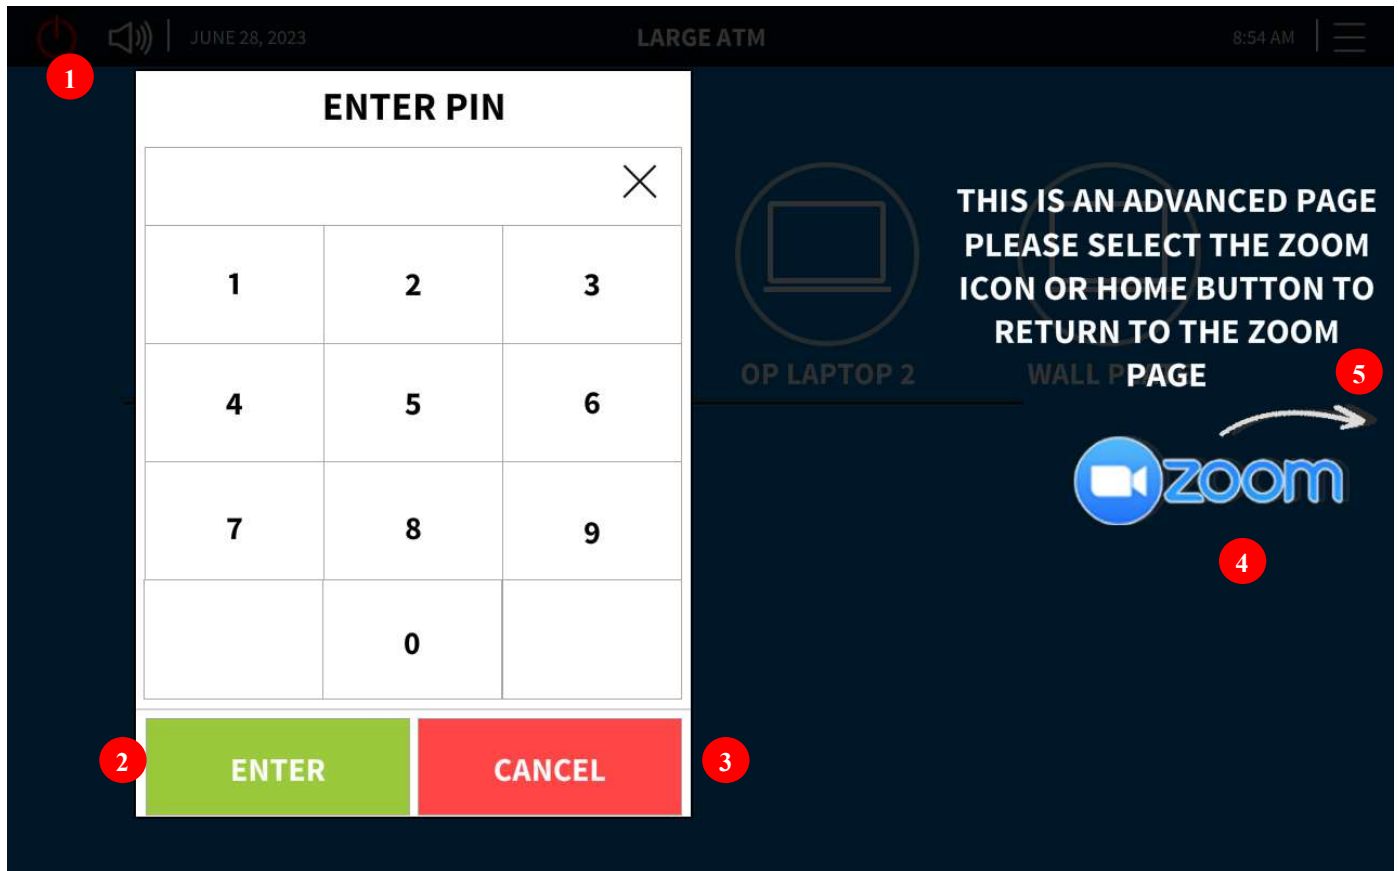 JUNE 28, 2023
LARGE ATM
8:54 AM
1
ENTER PIN
1 2 3
4 5 6
7 8 9
0
ENTER
CANCEL
2
3
OP LAPTOP 2
THIS IS AN ADVANCED PAGE
PLEASE SELECT THE ZOOM
ICON OR HOME BUTTON TO
RETURN TO THE ZOOM
PAGE
WALL
5
zoom
4